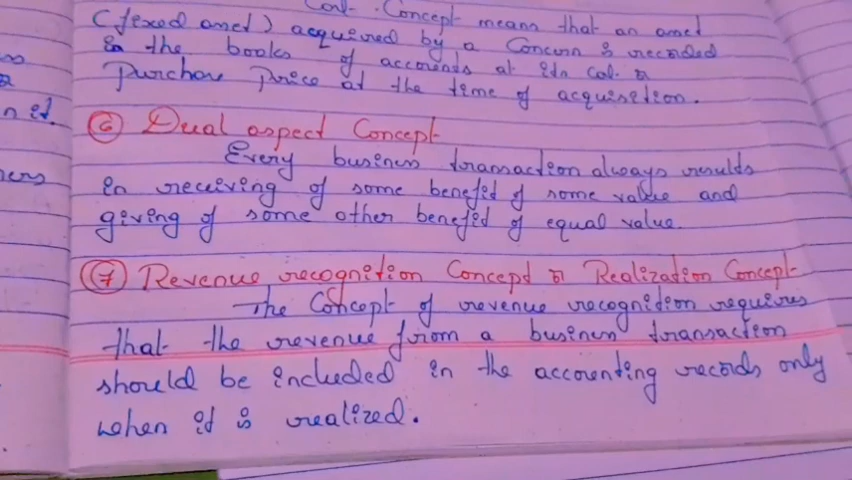 Cost Concept means that an asset
(fixed asset) acquired by a Concern is recorded
in the books of accounts at its Cost or
Purchase Price at the time of acquisition.
n it.
ners
⑥ Dual aspect Concept
Every business transaction always results
in receiving of some benefit of some value and
giving of some other benefit of equal value.
⑦ Revenue recognition Concept or Realization Concept
The Concept of revenue recognition requires
that the revenue from a business transaction
should be included in the accounting records only
when it is realized.